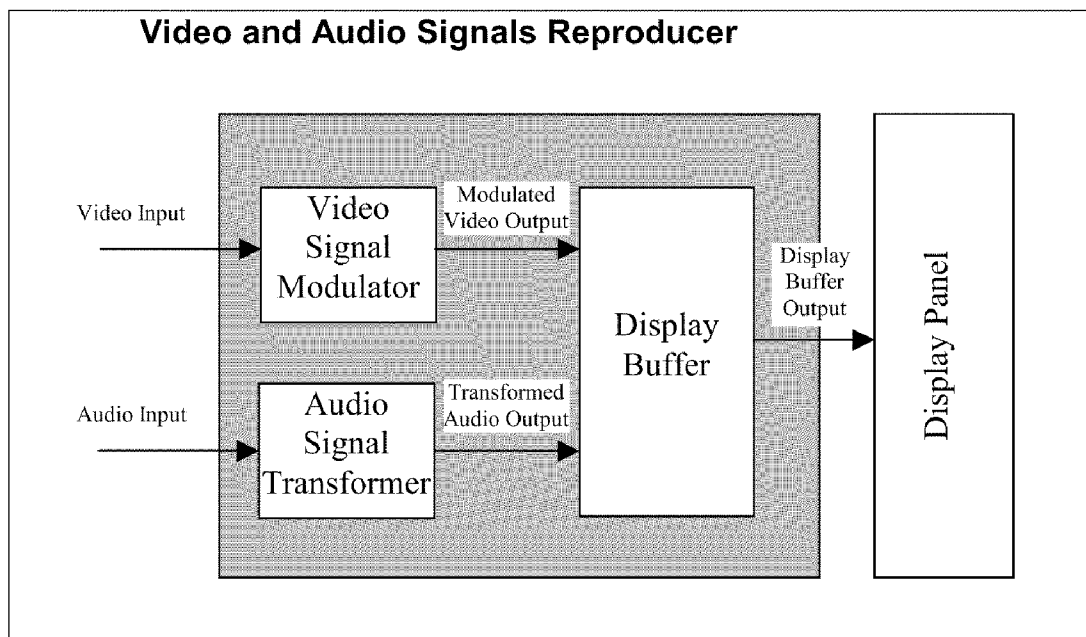 Video and Audio Signals Reproducer
Video Input
Video
Signal
Modulator
Modulated
Video Output
Audio Input
Audio
Signal
Transformer
Transformed
Audio Output
Display
Buffer
Display
Buffer
Output
Display Panel